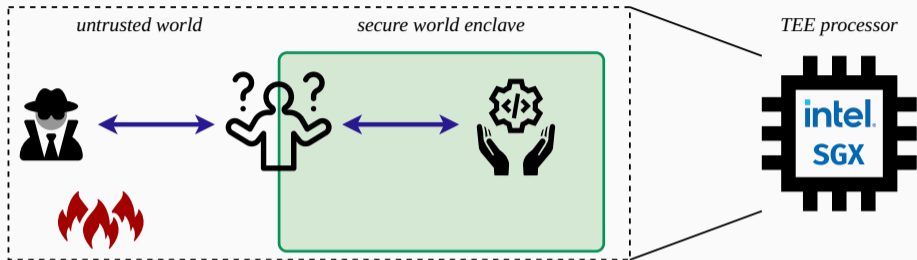 untrusted world
secure world enclave
TEE processor
? ?
</>
intel.
SGX